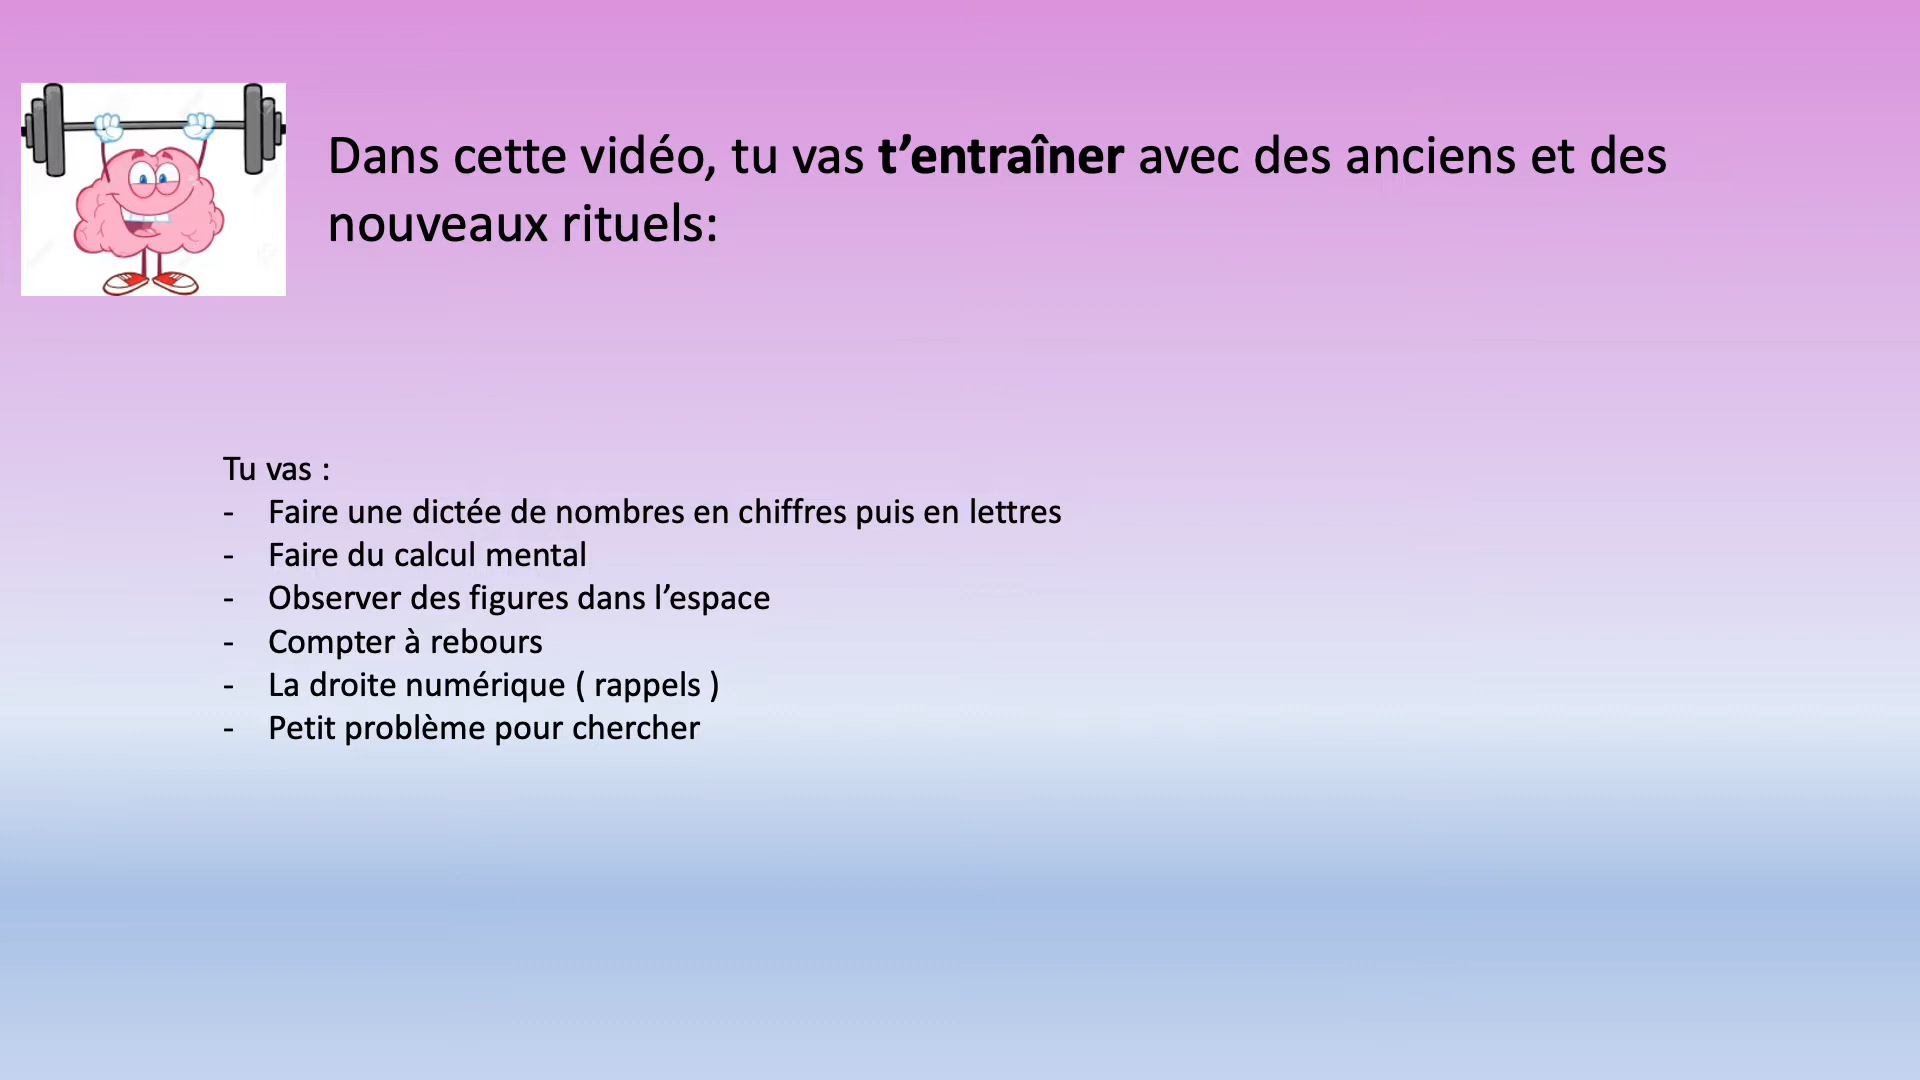 Dans cette vidéo, tu vas t’entraîner avec des anciens et des
nouveaux rituels:
Tu vas :
- Faire une dictée de nombres en chiffres puis en lettres
- Faire du calcul mental
- Observer des figures dans l’espace
- Compter à rebours
- La droite numérique ( rappels )
- Petit problème pour chercher